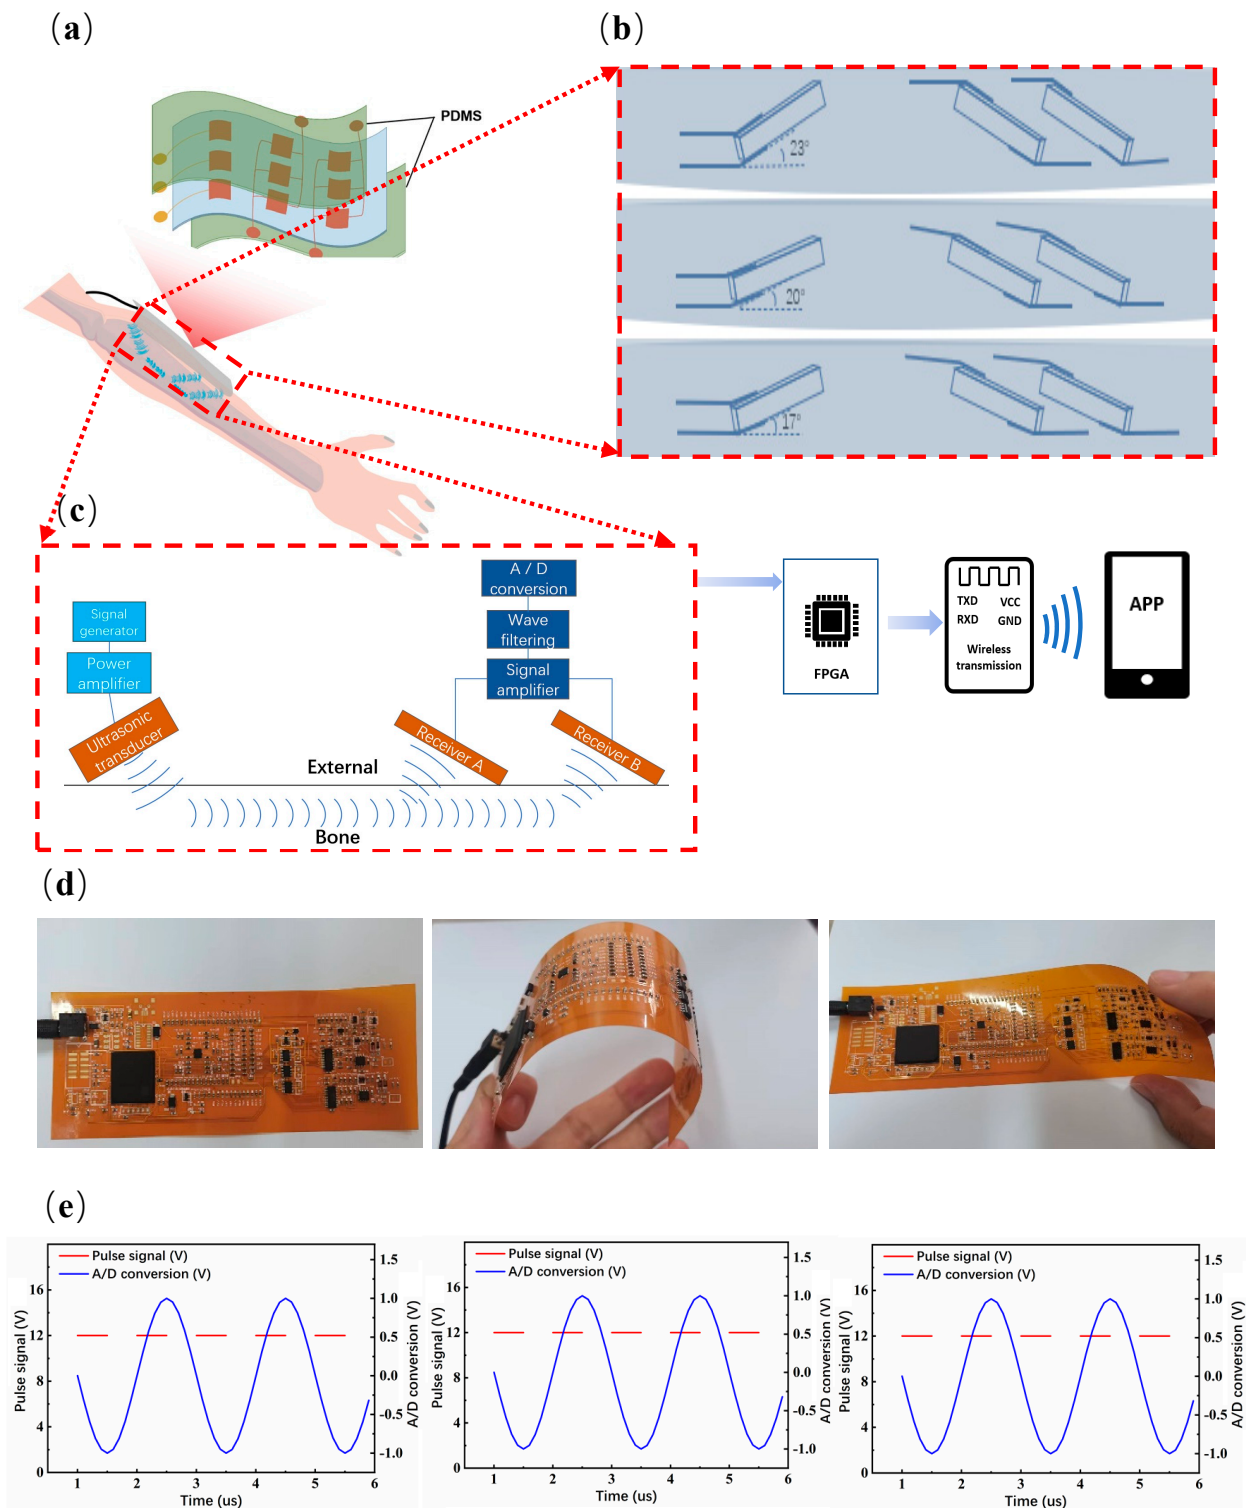 (a)
(b)
PDMS
23°
20°
17°
(c)
A / D
conversion
Signal
generator
Wave
filtering
Power
amplifier
Signal
amplifier
Ultrasonic
transducer
Receiver A
Receiver B
External
Bone
FPGA
TXD VCC
RXD GND
Wireless
transmission
APP
(d)
(e)
Pulse signal (V)
A/D conversion (V)
16
12
8
4
0
Pulse signal (V)
1.5
1.0
0.5
0.0
-0.5
-1.0
A/D conversion (V)
1 2 3 4 5 6
Time (us)
Pulse signal (V)
A/D conversion (V)
16
12
8
4
0
Pulse signal (V)
1.5
1.0
0.5
0.0
-0.5
-1.0
A/D conversion (V)
1 2 3 4 5 6
Time (us)
Pulse signal (V)
A/D conversion (V)
16
12
8
4
0
Pulse signal (V)
1.5
1.0
0.5
0.0
-0.5
-1.0
A/D conversion (V)
1 2 3 4 5 6
Time (us)